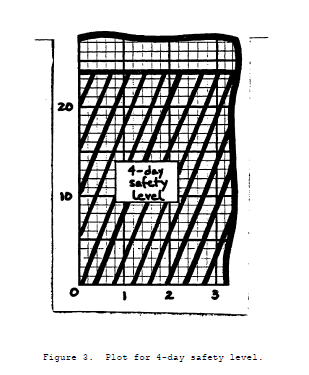 20
4-day
safety
level
10
0 1 2 3
Figure 3. Plot for 4-day safety level.